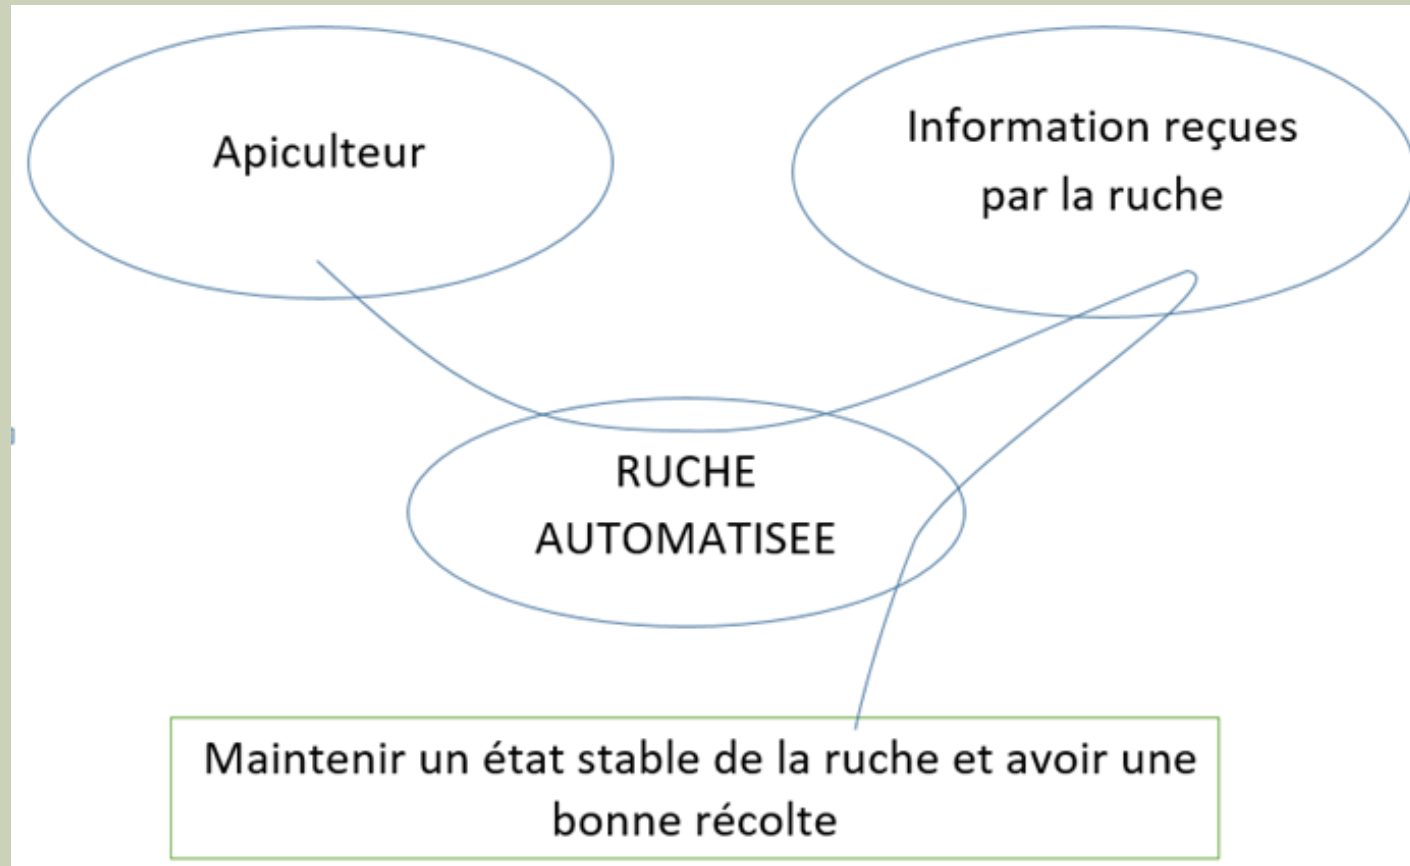 Apiculteur
Information reçues
par la ruche
RUCHE
AUTOMATISEE
Maintenir un état stable de la ruche et avoir une
bonne récolte